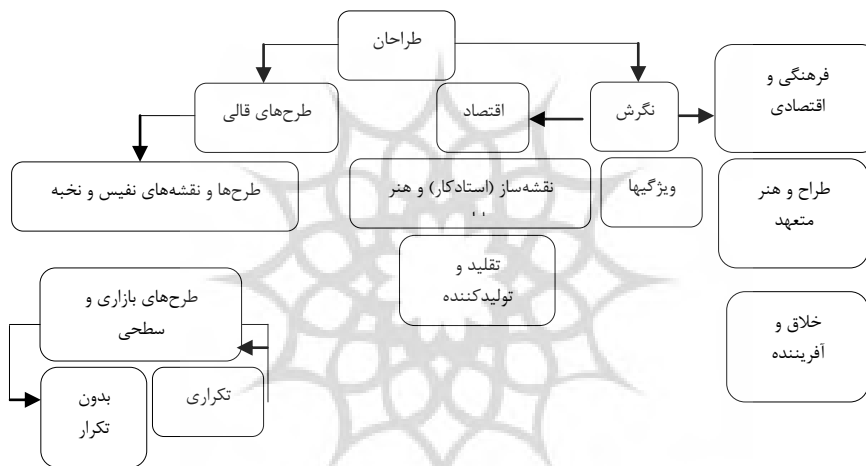 طراحان
فرهنگی و
اقتصادی
نگرش
اقتصاد
طرح‌های قالی
ویژگیها
نقشه‌ساز (استادکار) و هنر
طرح‌ها و نقشه‌های نفیس و نخبه
طراح و هنر
متعهد
تقلید و
تولیدکننده
طرح‌های بازاری و
سطحی
خلاق و
آفریننده
تکراری
بدون
تکرار